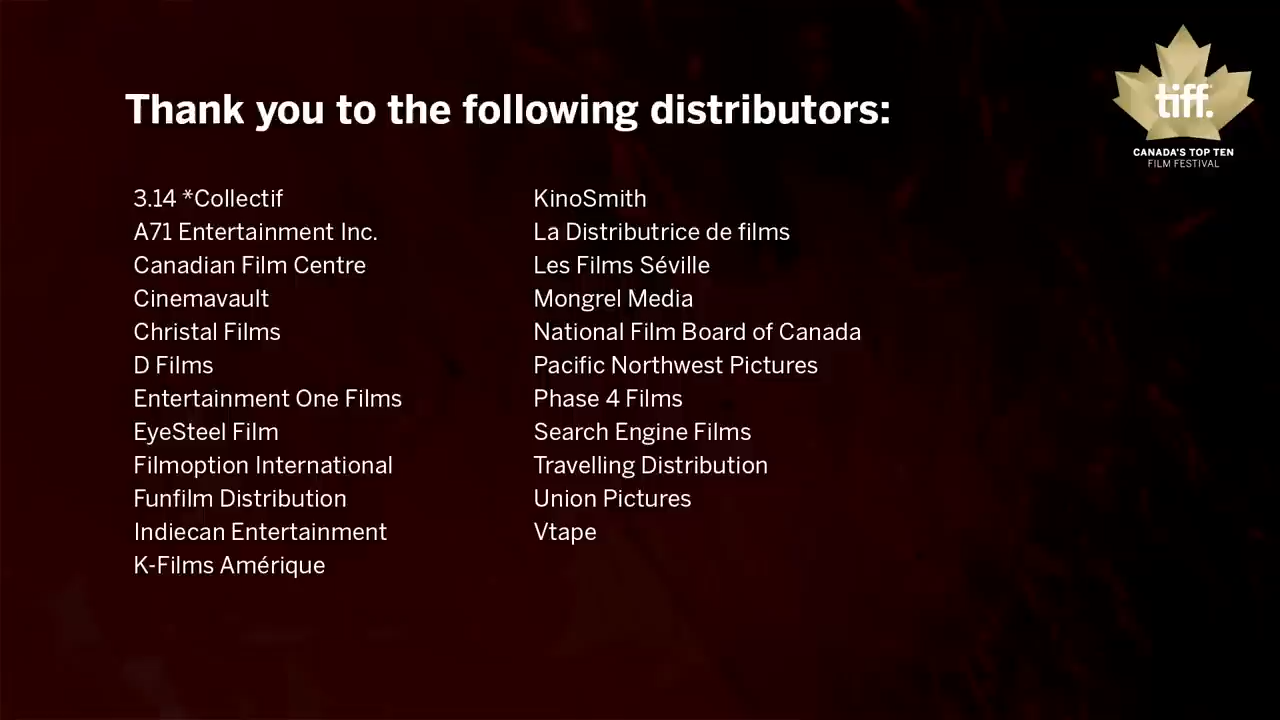 Thank you to the following distributors:
3.14 *Collectif
A71 Entertainment Inc.
Canadian Film Centre
Cinemavault
Christal Films
D Films
Entertainment One Films
EyeSteel Film
Filmoption International
Funfilm Distribution
Indiecan Entertainment
K-Films Amérique
KinoSmith
La Distributrice de films
Les Films Séville
Mongrel Media
National Film Board of Canada
Pacific Northwest Pictures
Phase 4 Films
Search Engine Films
Travelling Distribution
Union Pictures
Vtape
tiff.
CANADA'S TOP TEN
FILM FESTIVAL